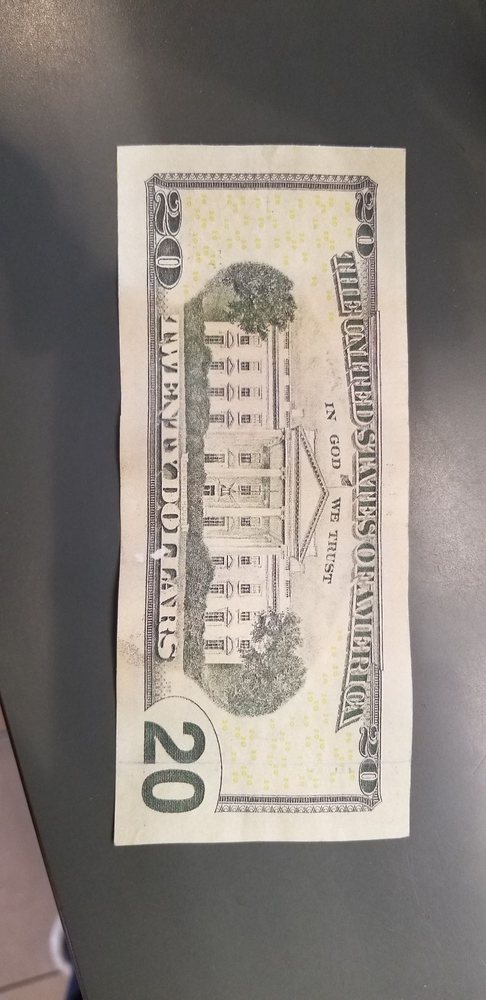 20
THE UNITED STATES OF AMERICA
20
IN GOD WE TRUST
20
TWENTY DOLLARS
20